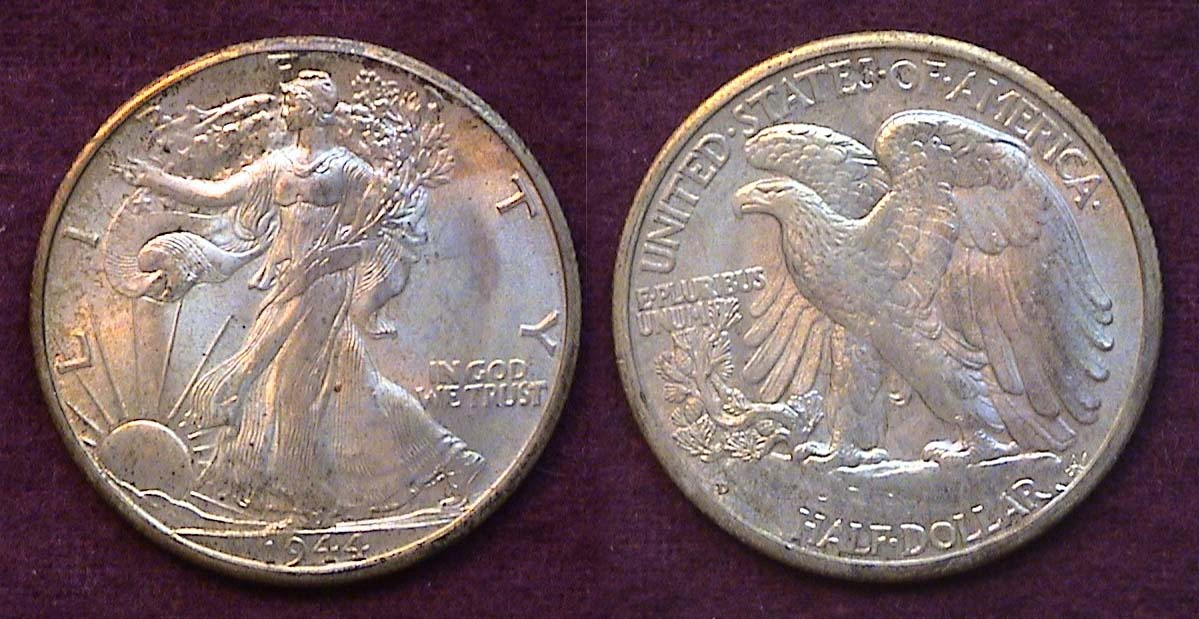 LIBERTY
IN GOD
WE TRUST
1944
UNITED·STATES·OF·AMERICA·
E·PLURIBUS
UNUM
D
HALF·DOLLAR